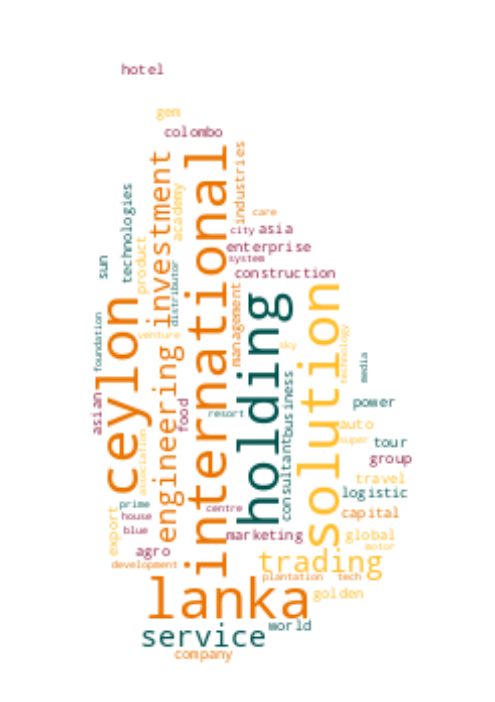 hotel
gem
colombo
international
investment
industries
academy
technologies
care
city
asia
product
enterprise
system
sun
distributor
construction
management
holding
solution
ceylon
foundation
venture
sky
technology
engineering
media
business
asian
food
resort
power
auto
association
super
tour
consultant
group
travel
logistic
prime
export
house
centre
capital
blue
marketing
global
agro
motor
development
trading
plantation
tech
lanka
golden
service
world
company